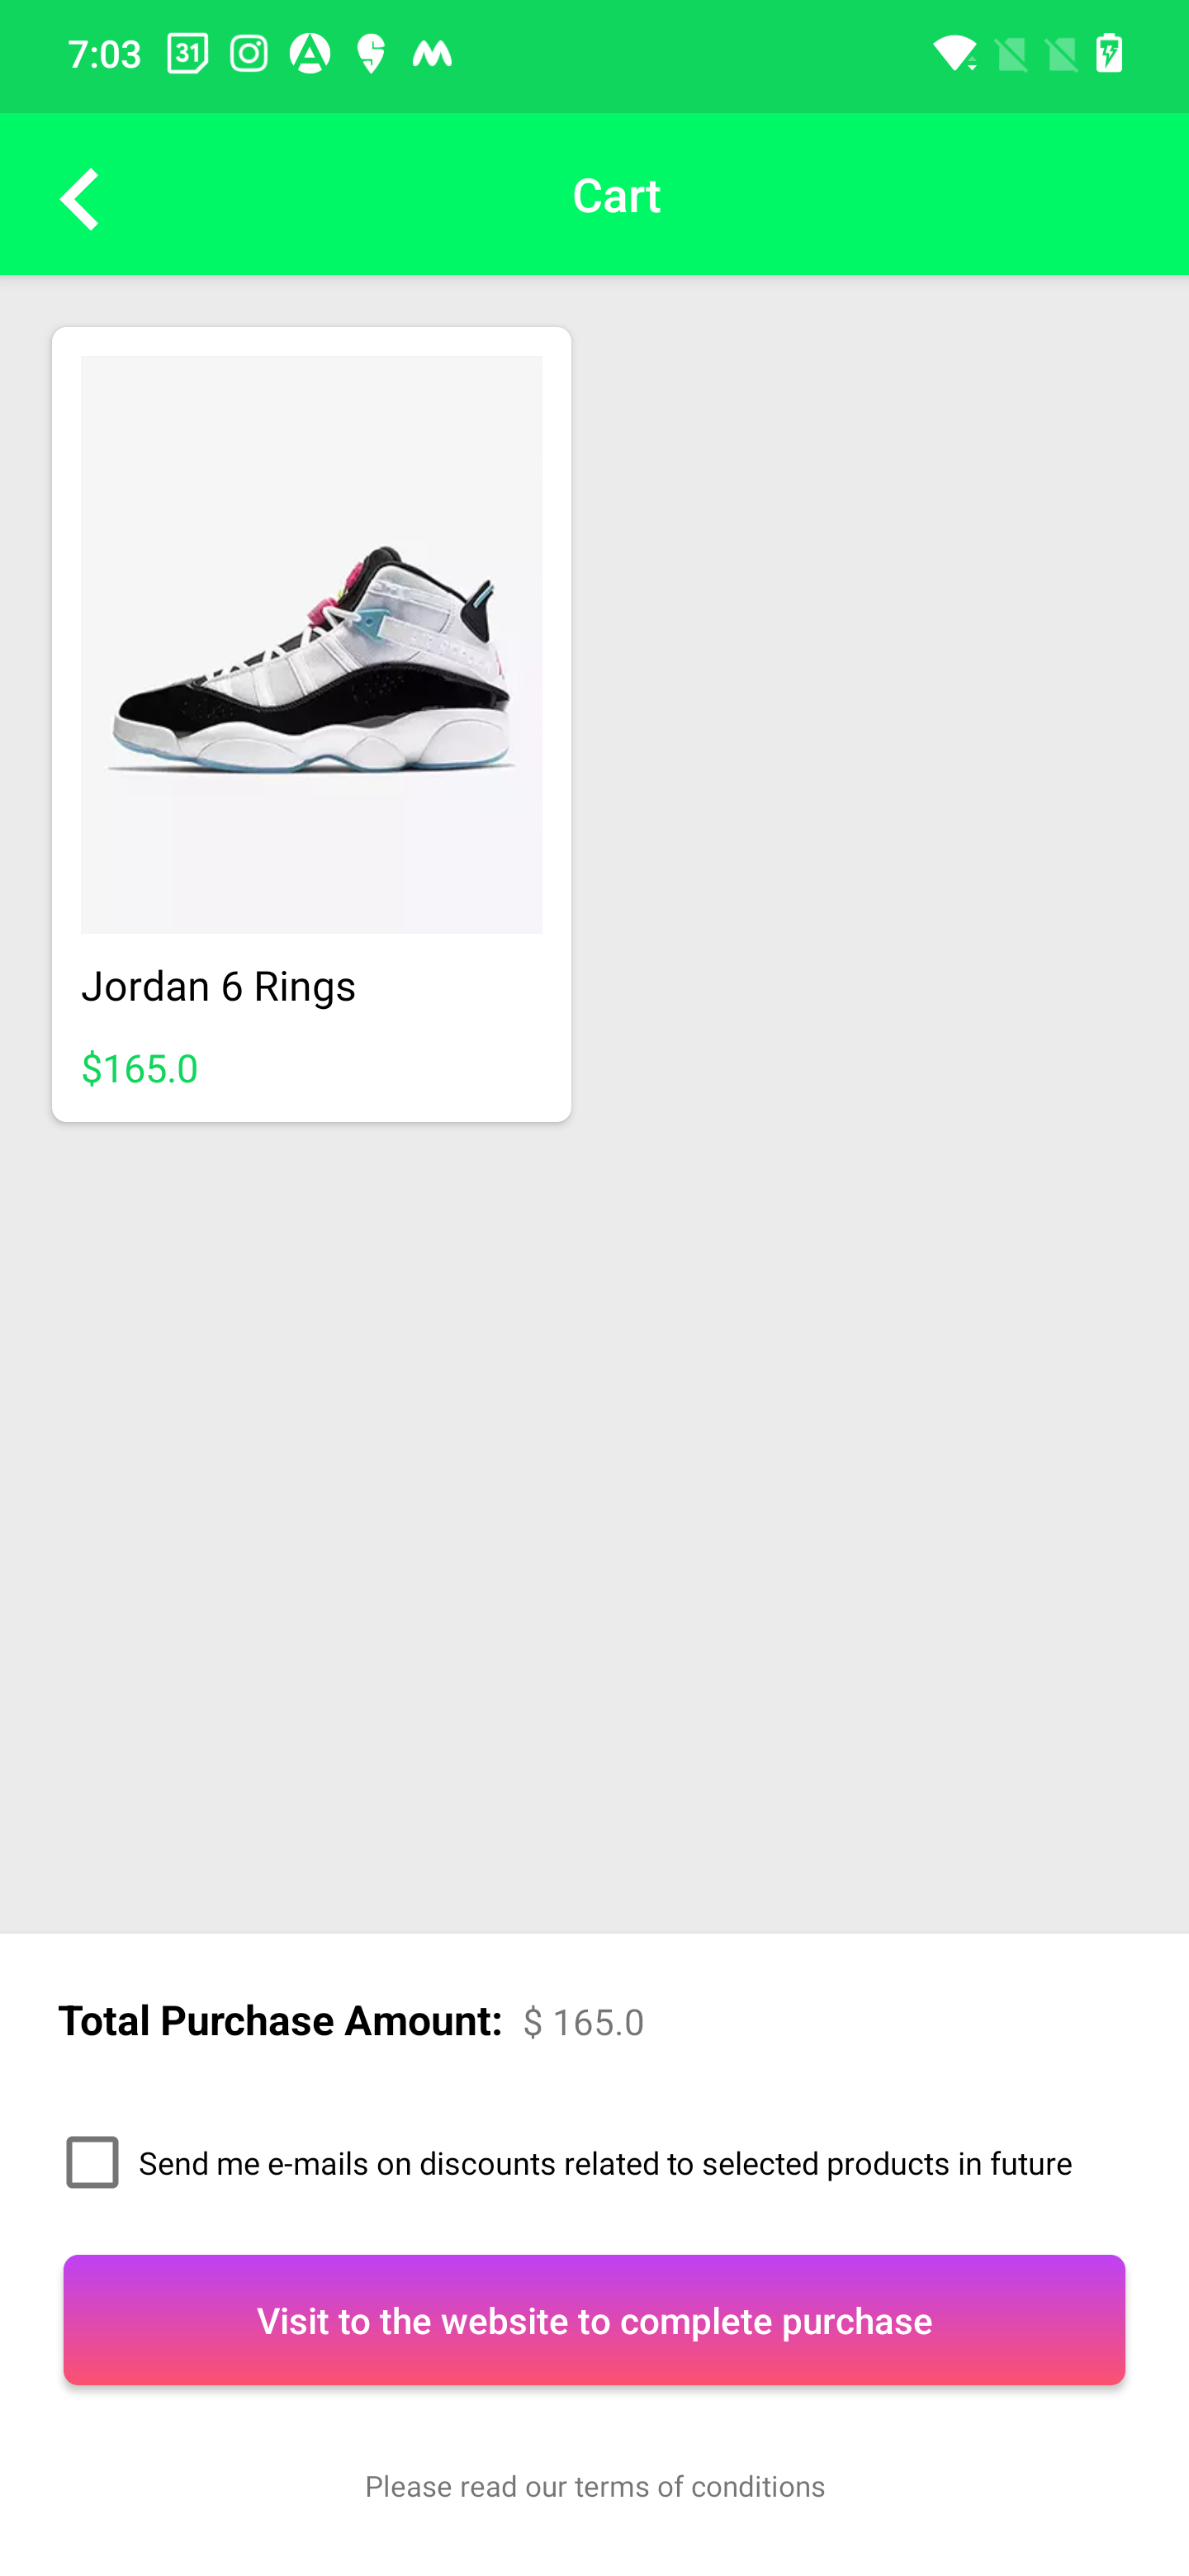 7:03 31
Cart
Jordan 6 Rings
$165.0
Total Purchase Amount: $ 165.0
Send me e-mails on discounts related to selected products in future
Visit to the website to complete purchase
Please read our terms of conditions